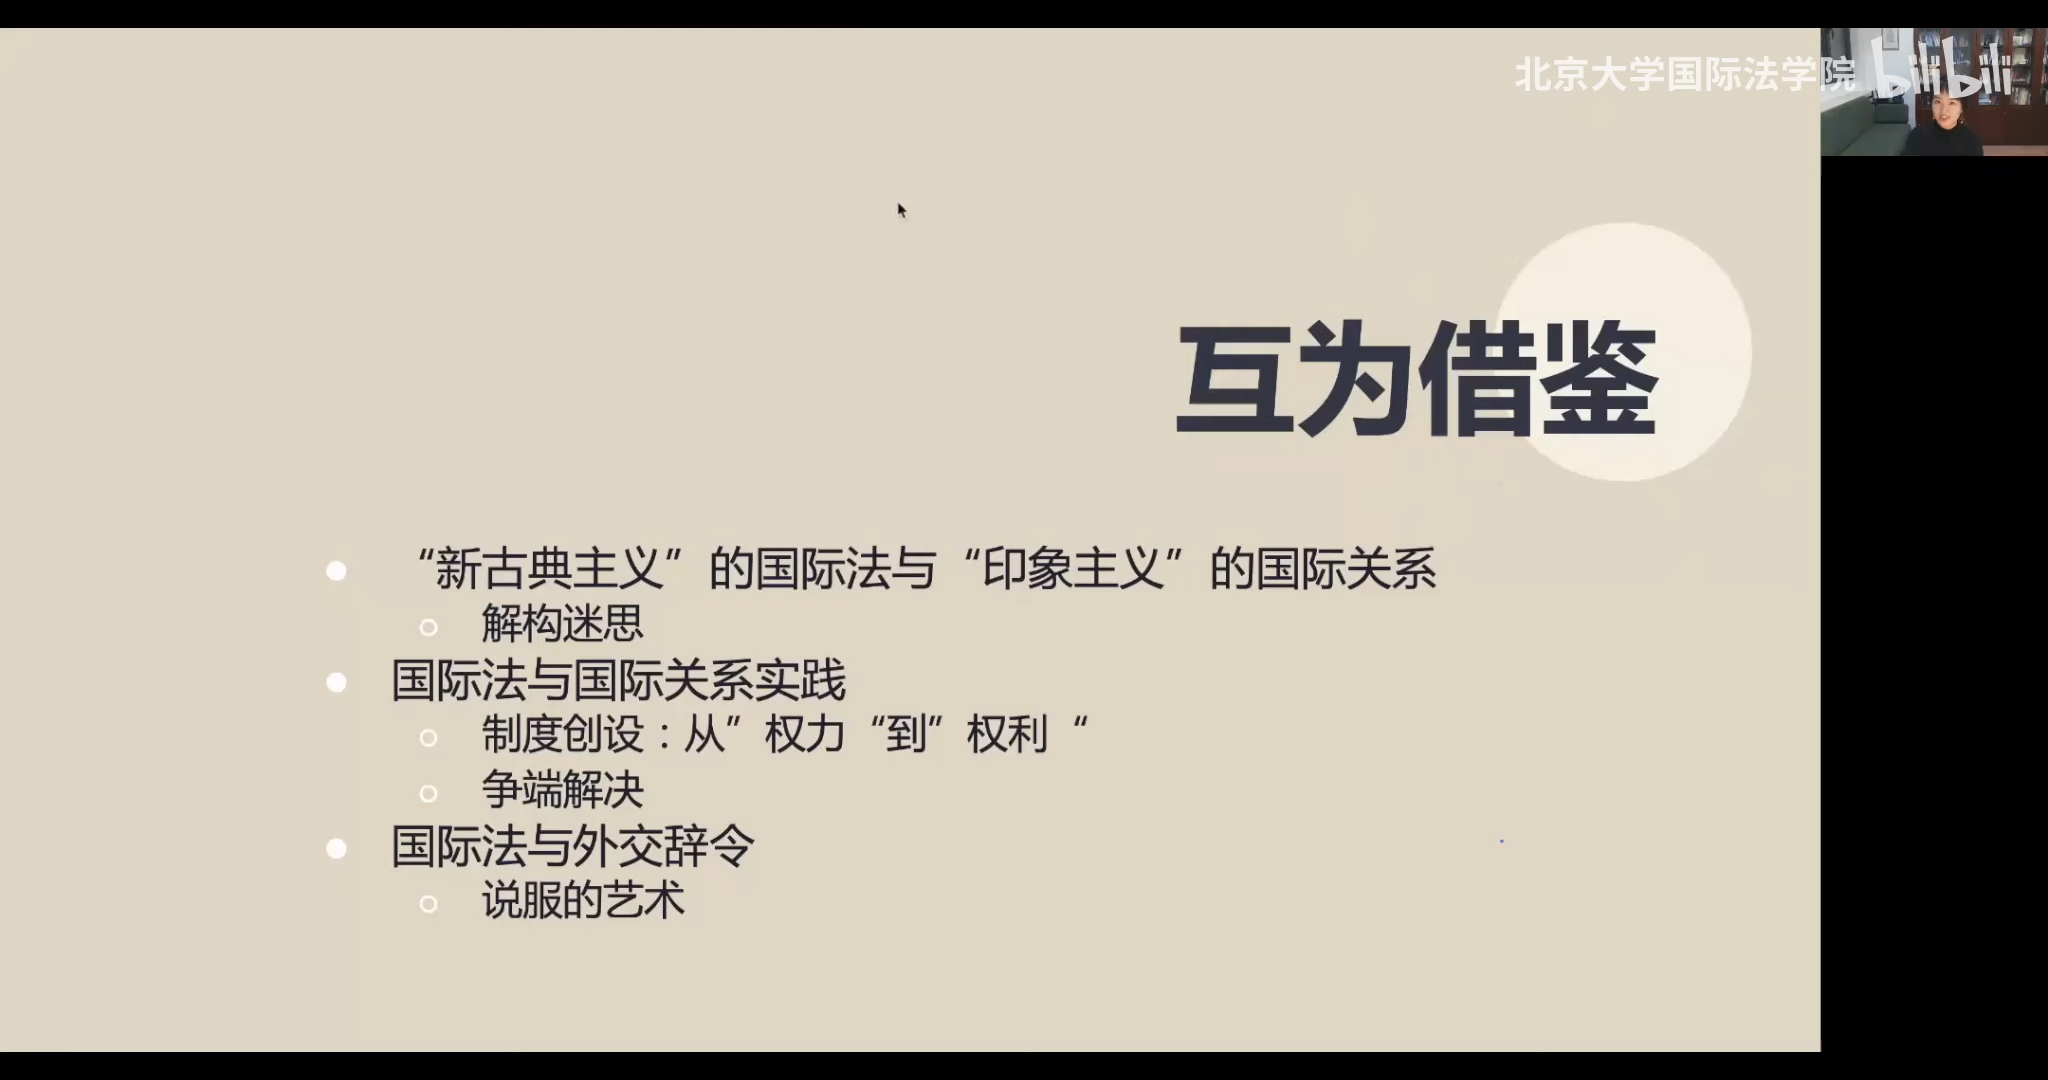 北京大学国际法学院 bilibili
互为借鉴
“新古典主义”的国际法与“印象主义”的国际关系
解构迷思
国际法与国际关系实践
制度创设：从”权力“到”权利“
争端解决
国际法与外交辞令
说服的艺术